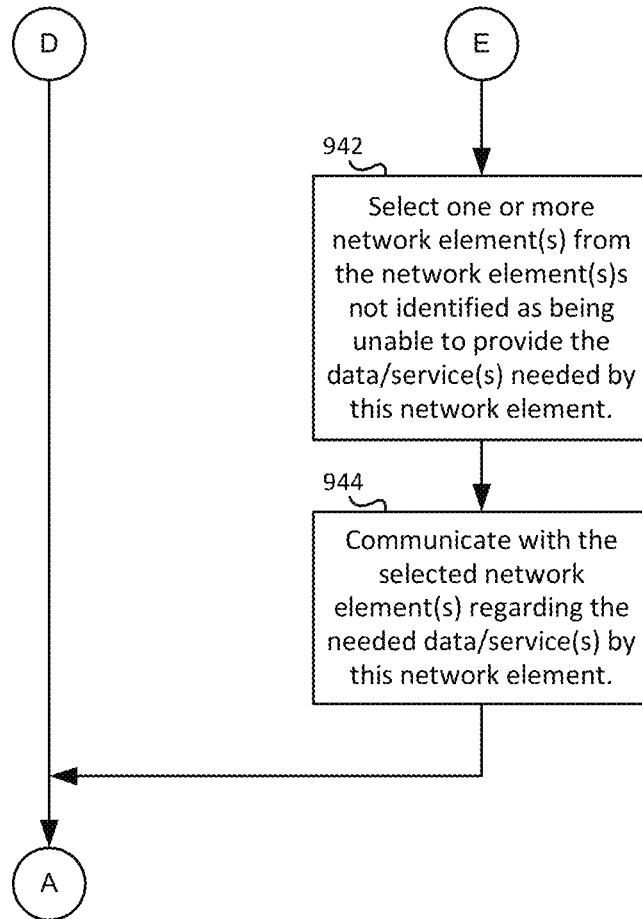 D
E
942
Select one or more
network element(s) from
the network element(s)s
not identified as being
unable to provide the
data/service(s) needed by
this network element.
944
Communicate with the
selected network
element(s) regarding the
needed data/service(s) by
this network element.
A